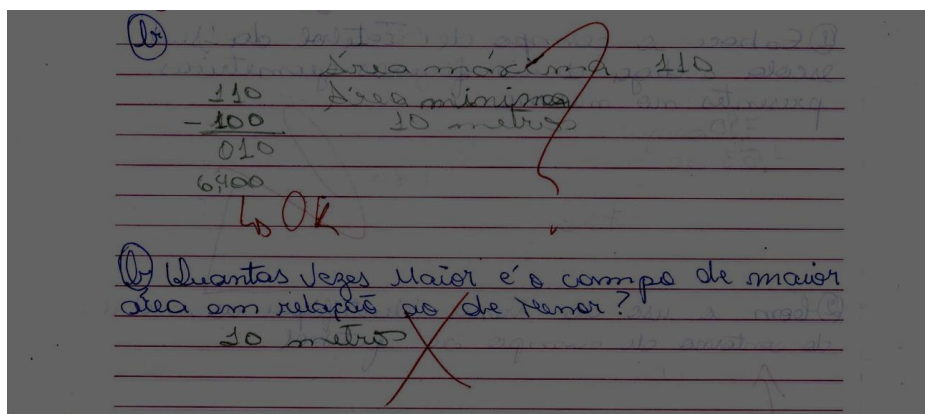 b)
Área máxima 110
110 Área minima
- 100 10 metros
010
6,400
↳ OK ?
b) Quantas vezes Maior é o campo de maior
área em relação ao de menor?
10 metros